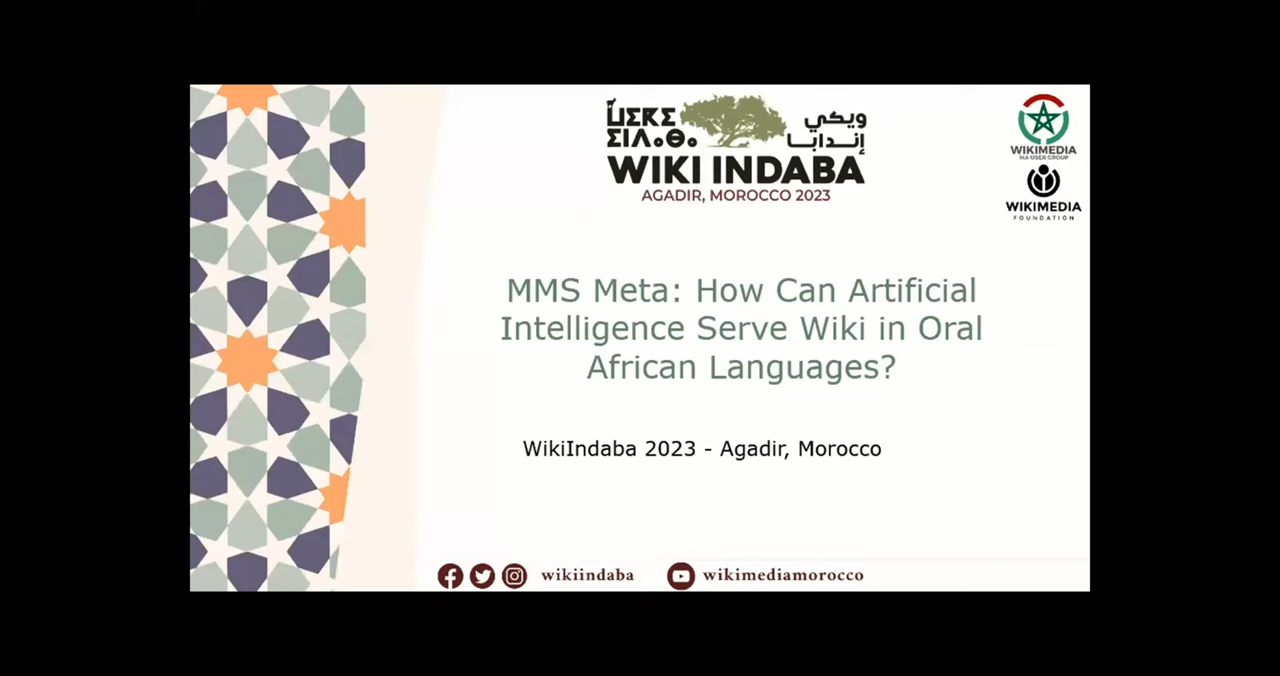 ⵡⵉⴽⵉ
ⵉⵏⴷⴰⴱⴰ
ويكي
إندابا
WIKI INDABA
AGADIR, MOROCCO 2023
WIKIMEDIA
MA USER GROUP
WIKIMEDIA
FOUNDATION
MMS Meta: How Can Artificial
Intelligence Serve Wiki in Oral
African Languages?
WikiIndaba 2023 - Agadir, Morocco
wikiindaba
wikimediamorocco